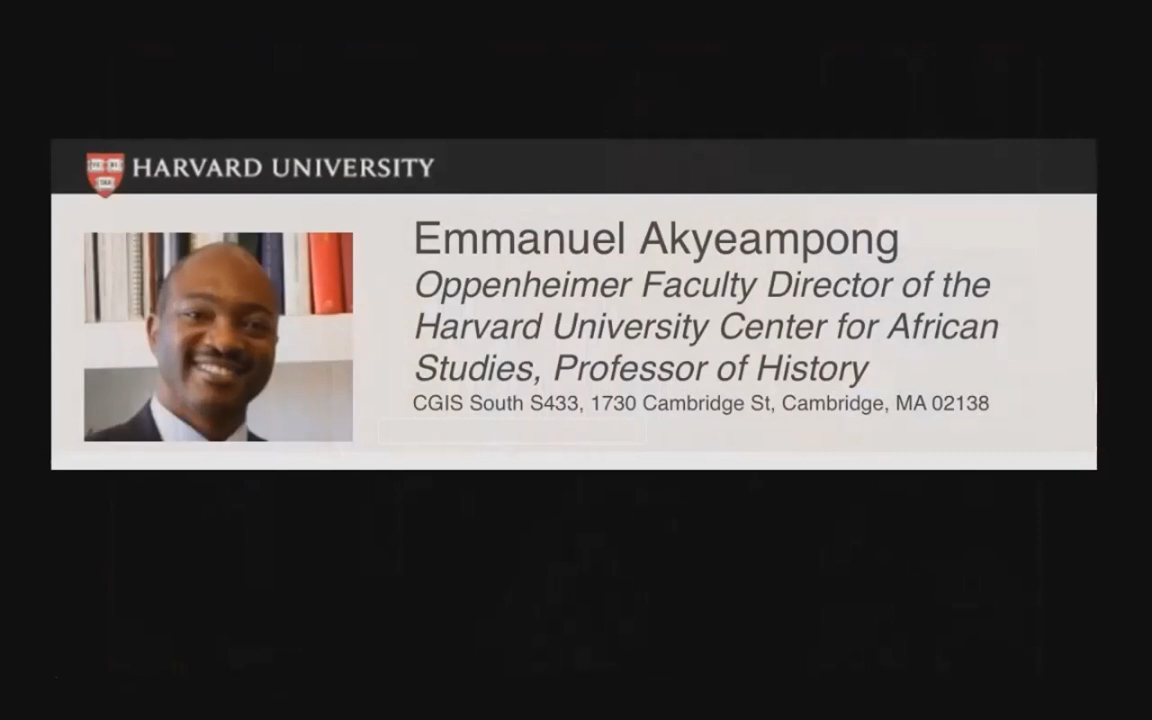 HARVARD UNIVERSITY
Emmanuel Akyeampong
Oppenheimer Faculty Director of the
Harvard University Center for African
Studies, Professor of History
CGIS South S433, 1730 Cambridge St, Cambridge, MA 02138